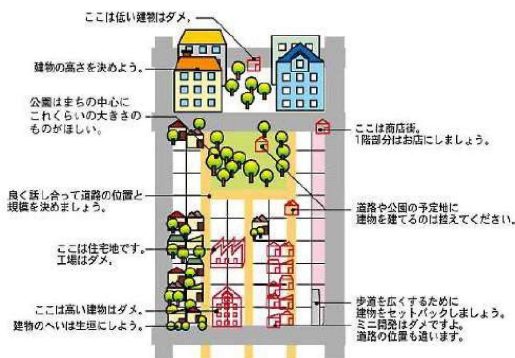 ここは低い建物はダメ。
建物の高さを決めよう。
公園はまちの中心に
これくらいの大きさの
ものがほしい。
ここは商店街。
1階部分はお店にしましょう。
良く話し合って道路の位置と
規模を決めましょう。
道路や公園の予定地に
建物を建てるのは控えてください。
ここは住宅地です。
工場はダメ。
ここは高い建物はダメ。
建物のへいは生垣にしよう。
歩道を広くするために
建物をセットバックしましょう。
ミニ開発はダメですよ。
道路の位置も違います。